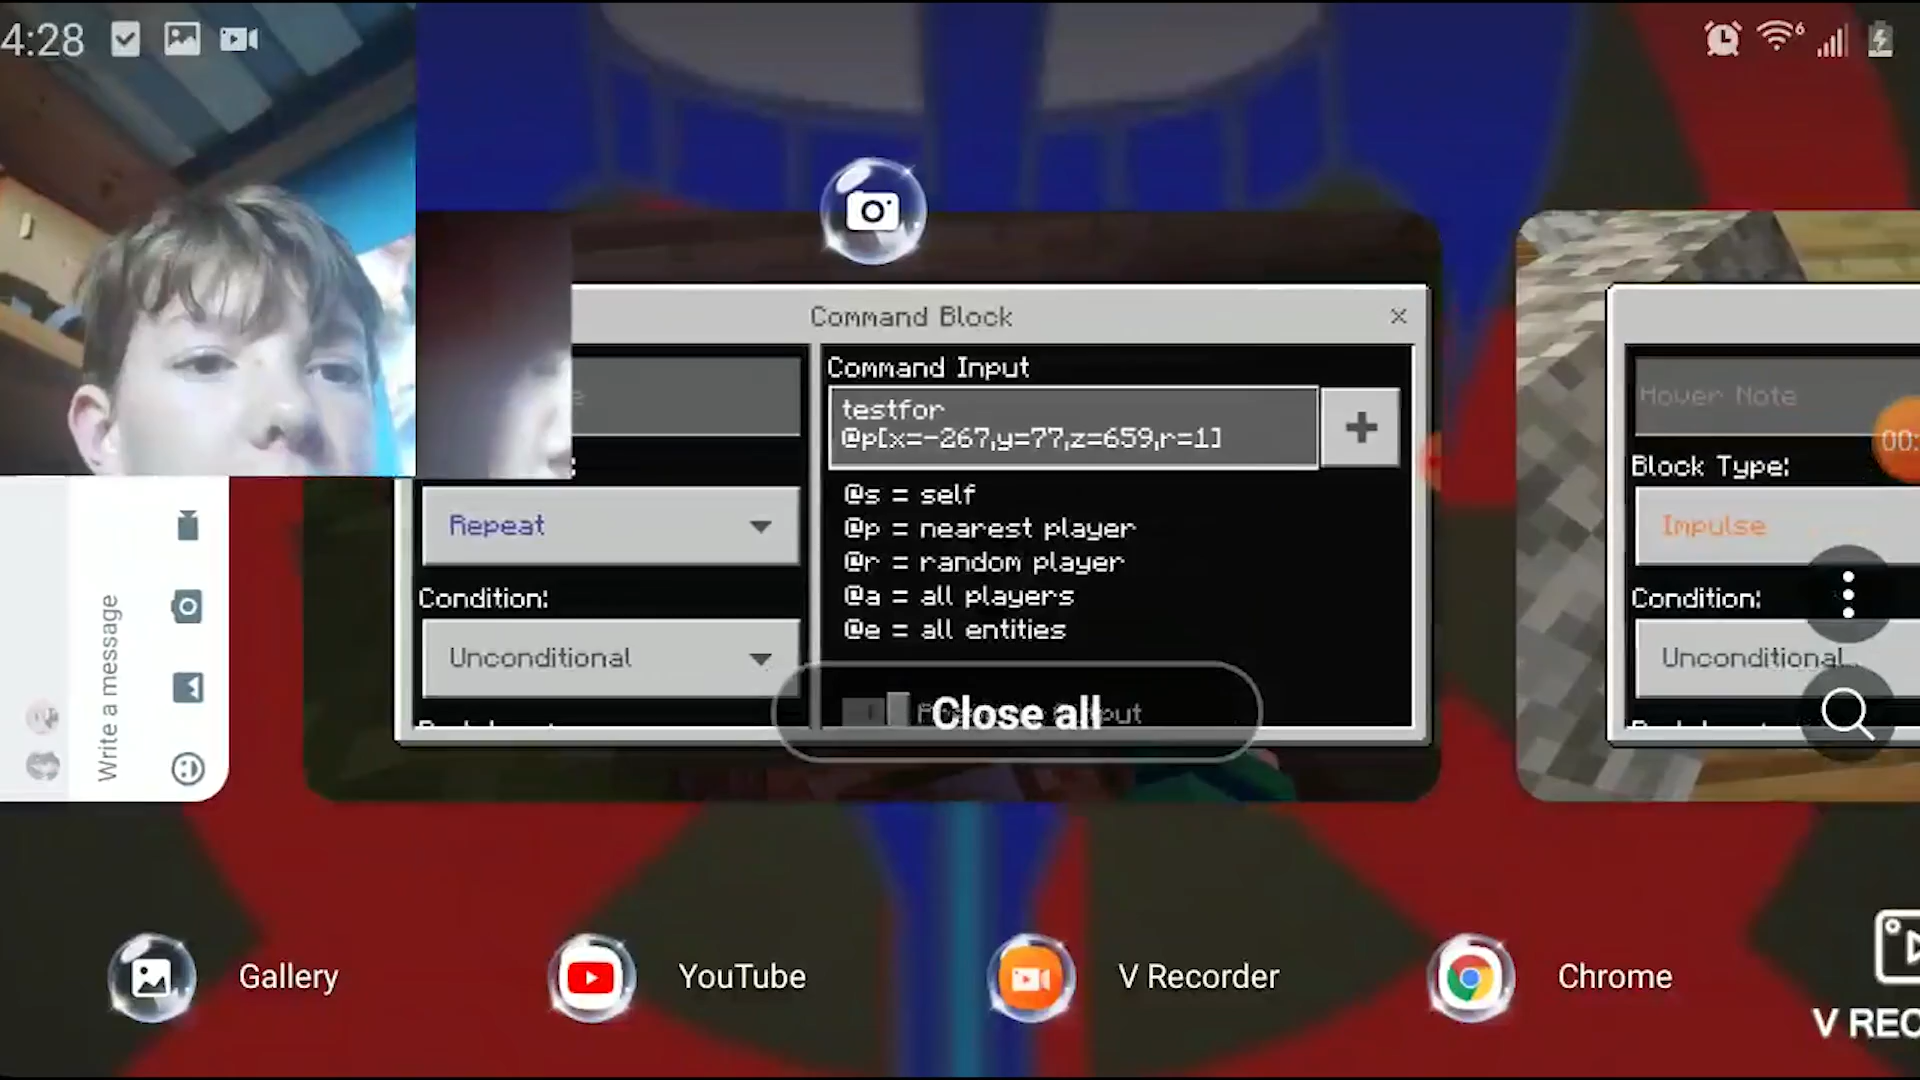 4:28
6
Command Block
Command Input
testfor
@p[x=-267,y=77,z=659,r=1]
@s = self
@p = nearest player
@r = random player
@a = all players
@e = all entities
Repeat
Condition:
Unconditional
Close all
Hover Note
00:
Block Type:
Impulse
Condition:
Unconditional
Write a message
Gallery
YouTube
V Recorder
Chrome
V REC